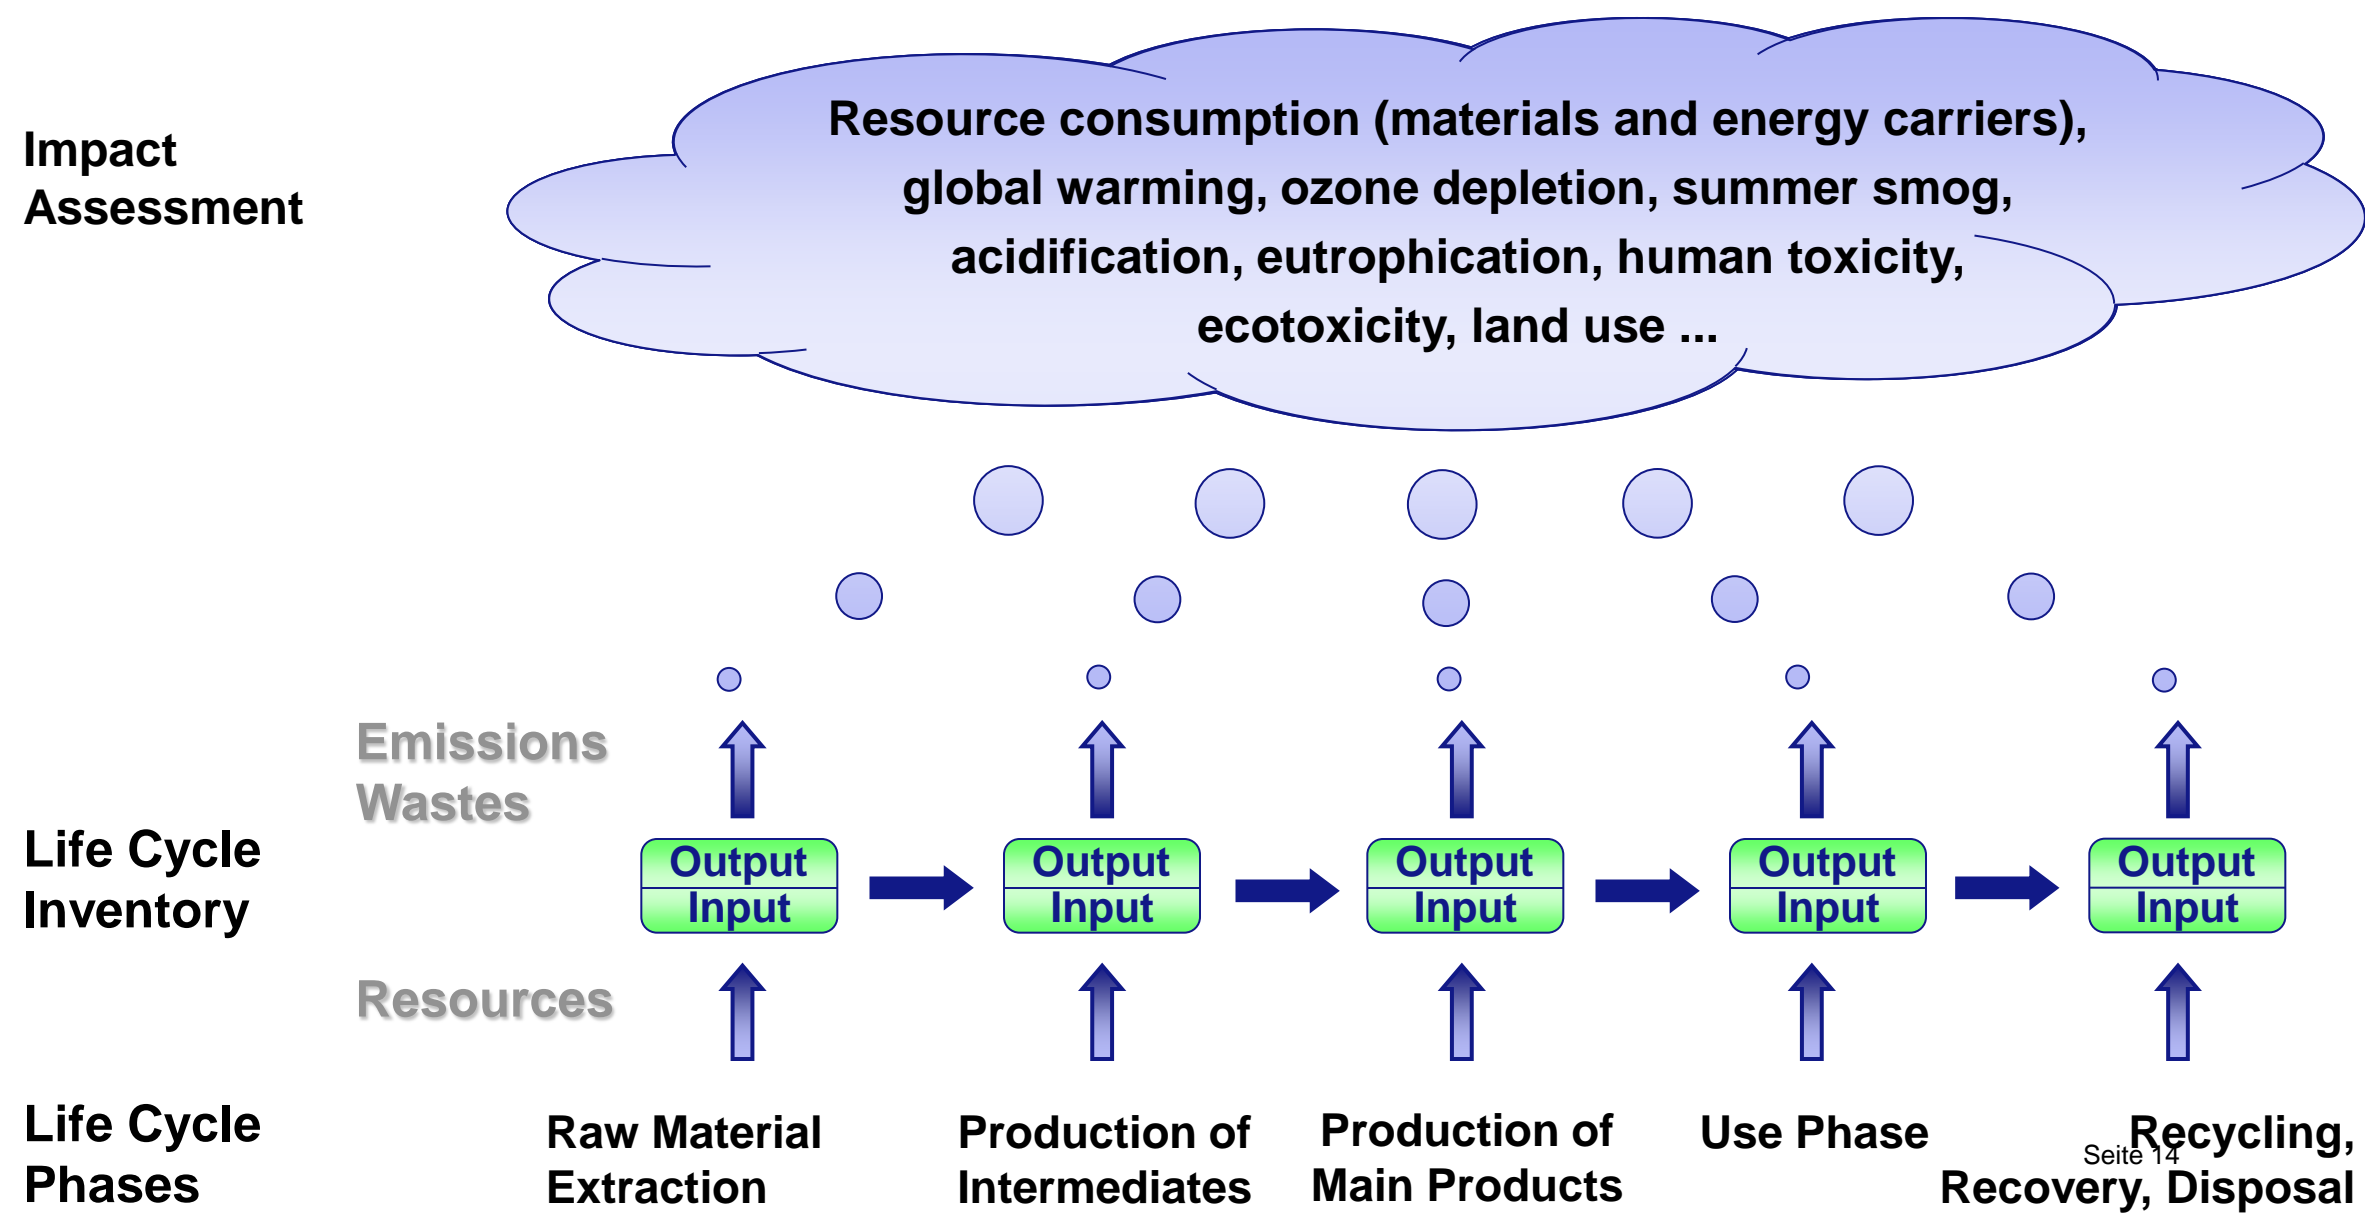 Impact
Assessment
Resource consumption (materials and energy carriers),
global warming, ozone depletion, summer smog,
acidification, eutrophication, human toxicity,
ecotoxicity, land use ...
Emissions
Wastes
Life Cycle
Inventory
Output
Input
Output
Input
Output
Input
Output
Input
Output
Input
Resources
Life Cycle
Phases
Raw Material
Extraction
Production of
Intermediates
Production of
Main Products
Use Phase
Recycling,
Recovery, Disposal
Seite 14